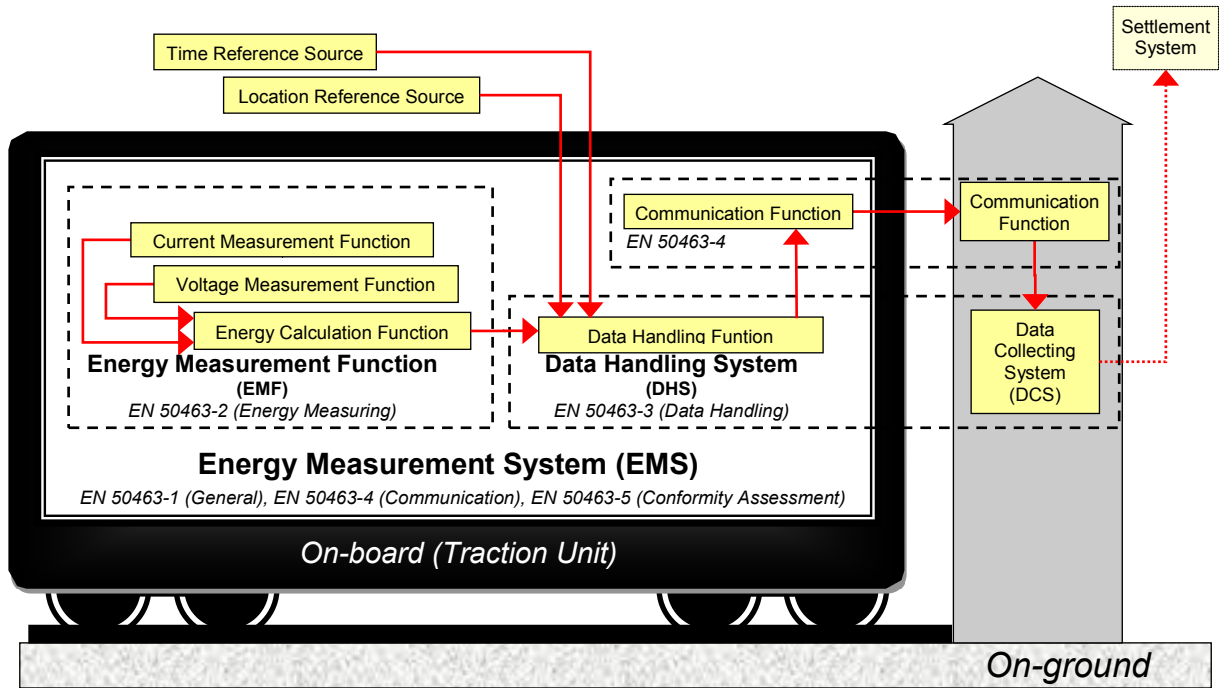 Settlement
System
Time Reference Source
Location Reference Source
Communication Function
EN 50463-4
Communication
Function
Current Measurement Function
Voltage Measurement Function
Energy Calculation Function
Data Handling Funtion
Data
Collecting
System
(DCS)
Energy Measurement Function
(EMF)
EN 50463-2 (Energy Measuring)
Data Handling System
(DHS)
EN 50463-3 (Data Handling)
Energy Measurement System (EMS)
EN 50463-1 (General), EN 50463-4 (Communication), EN 50463-5 (Conformity Assessment)
On-board (Traction Unit)
On-ground